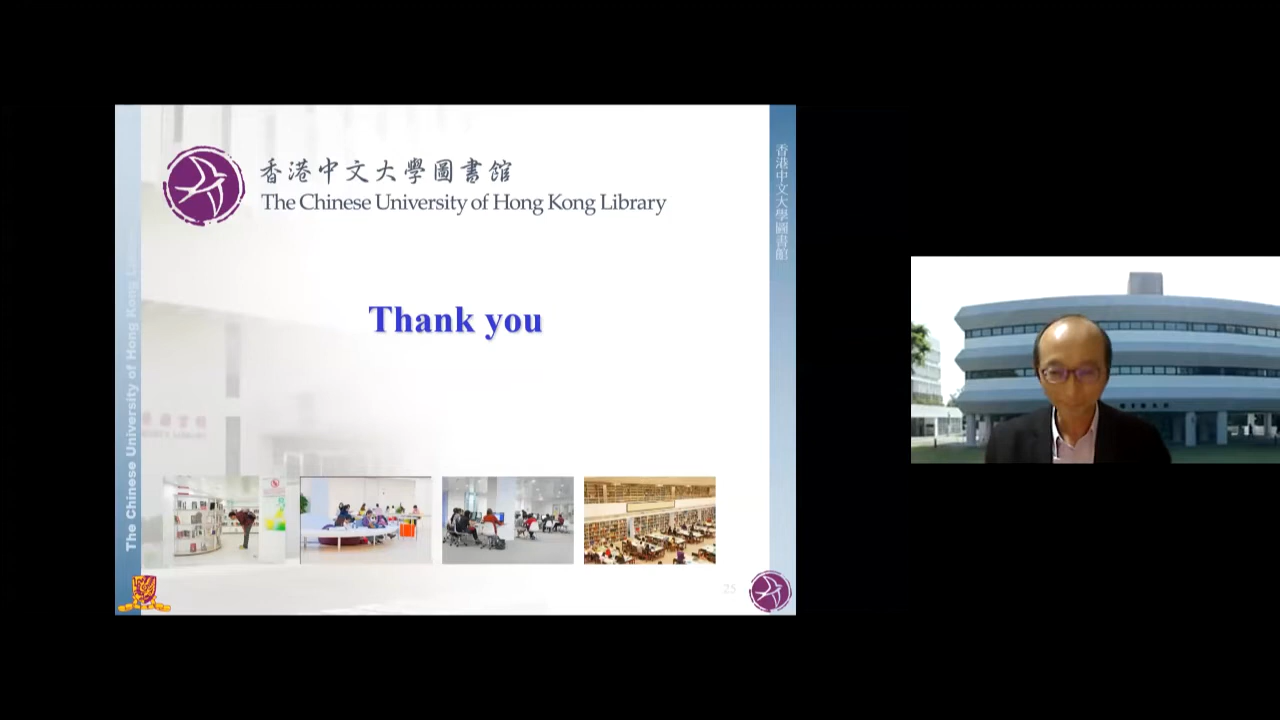 香港中文大學圖書館
The Chinese University of Hong Kong Library
Thank you
25
香港中文大學圖書館
The Chinese University of Hong Kong